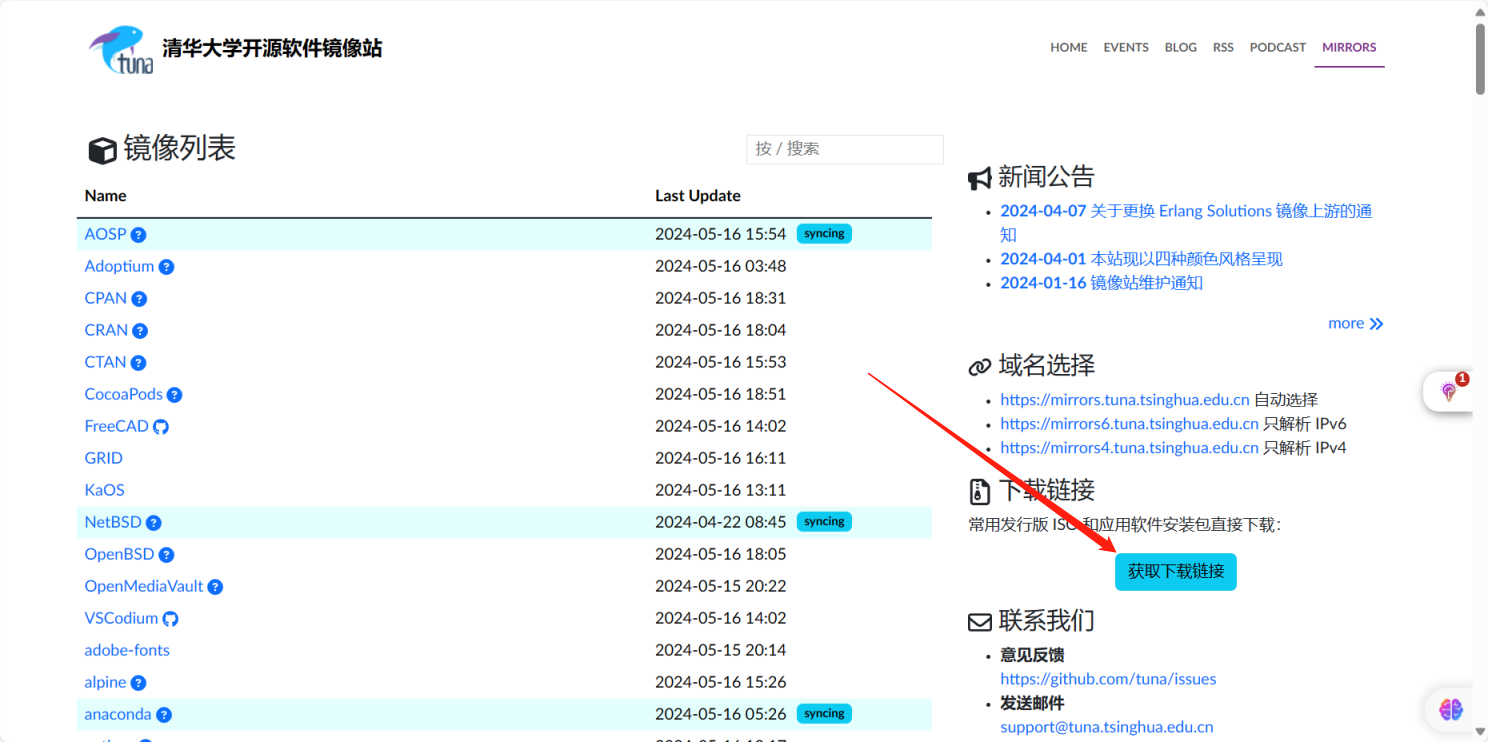 tuna
清华大学开源软件镜像站
HOME EVENTS BLOG RSS PODCAST MIRRORS
镜像列表
按 / 搜索
Name Last Update
AOSP ? 2024-05-16 15:54 syncing
Adoptium ? 2024-05-16 03:48
CPAN ? 2024-05-16 18:31
CRAN ? 2024-05-16 18:04
CTAN ? 2024-05-16 15:53
CocoaPods ? 2024-05-16 18:51
FreeCAD 2024-05-16 14:02
GRID 2024-05-16 16:11
KaOS 2024-05-16 13:11
NetBSD ? 2024-04-22 08:45 syncing
OpenBSD ? 2024-05-16 18:05
OpenMediaVault ? 2024-05-15 20:22
VSCodium 2024-05-16 14:02
adobe-fonts 2024-05-15 20:14
alpine ? 2024-05-16 15:26
anaconda ? 2024-05-16 05:26 syncing
新闻公告
2024-04-07 关于更换 Erlang Solutions 镜像上游的通
知
2024-04-01 本站现以四种颜色风格呈现
2024-01-16 镜像站维护通知
more
域名选择
https://mirrors.tuna.tsinghua.edu.cn 自动选择
https://mirrors6.tuna.tsinghua.edu.cn 只解析 IPv6
https://mirrors4.tuna.tsinghua.edu.cn 只解析 IPv4
1
下载链接
常用发行版 ISO 和应用软件安装包直接下载：
获取下载链接
联系我们
意见反馈
https://github.com/tuna/issues
发送邮件
support@tuna.tsinghua.edu.cn